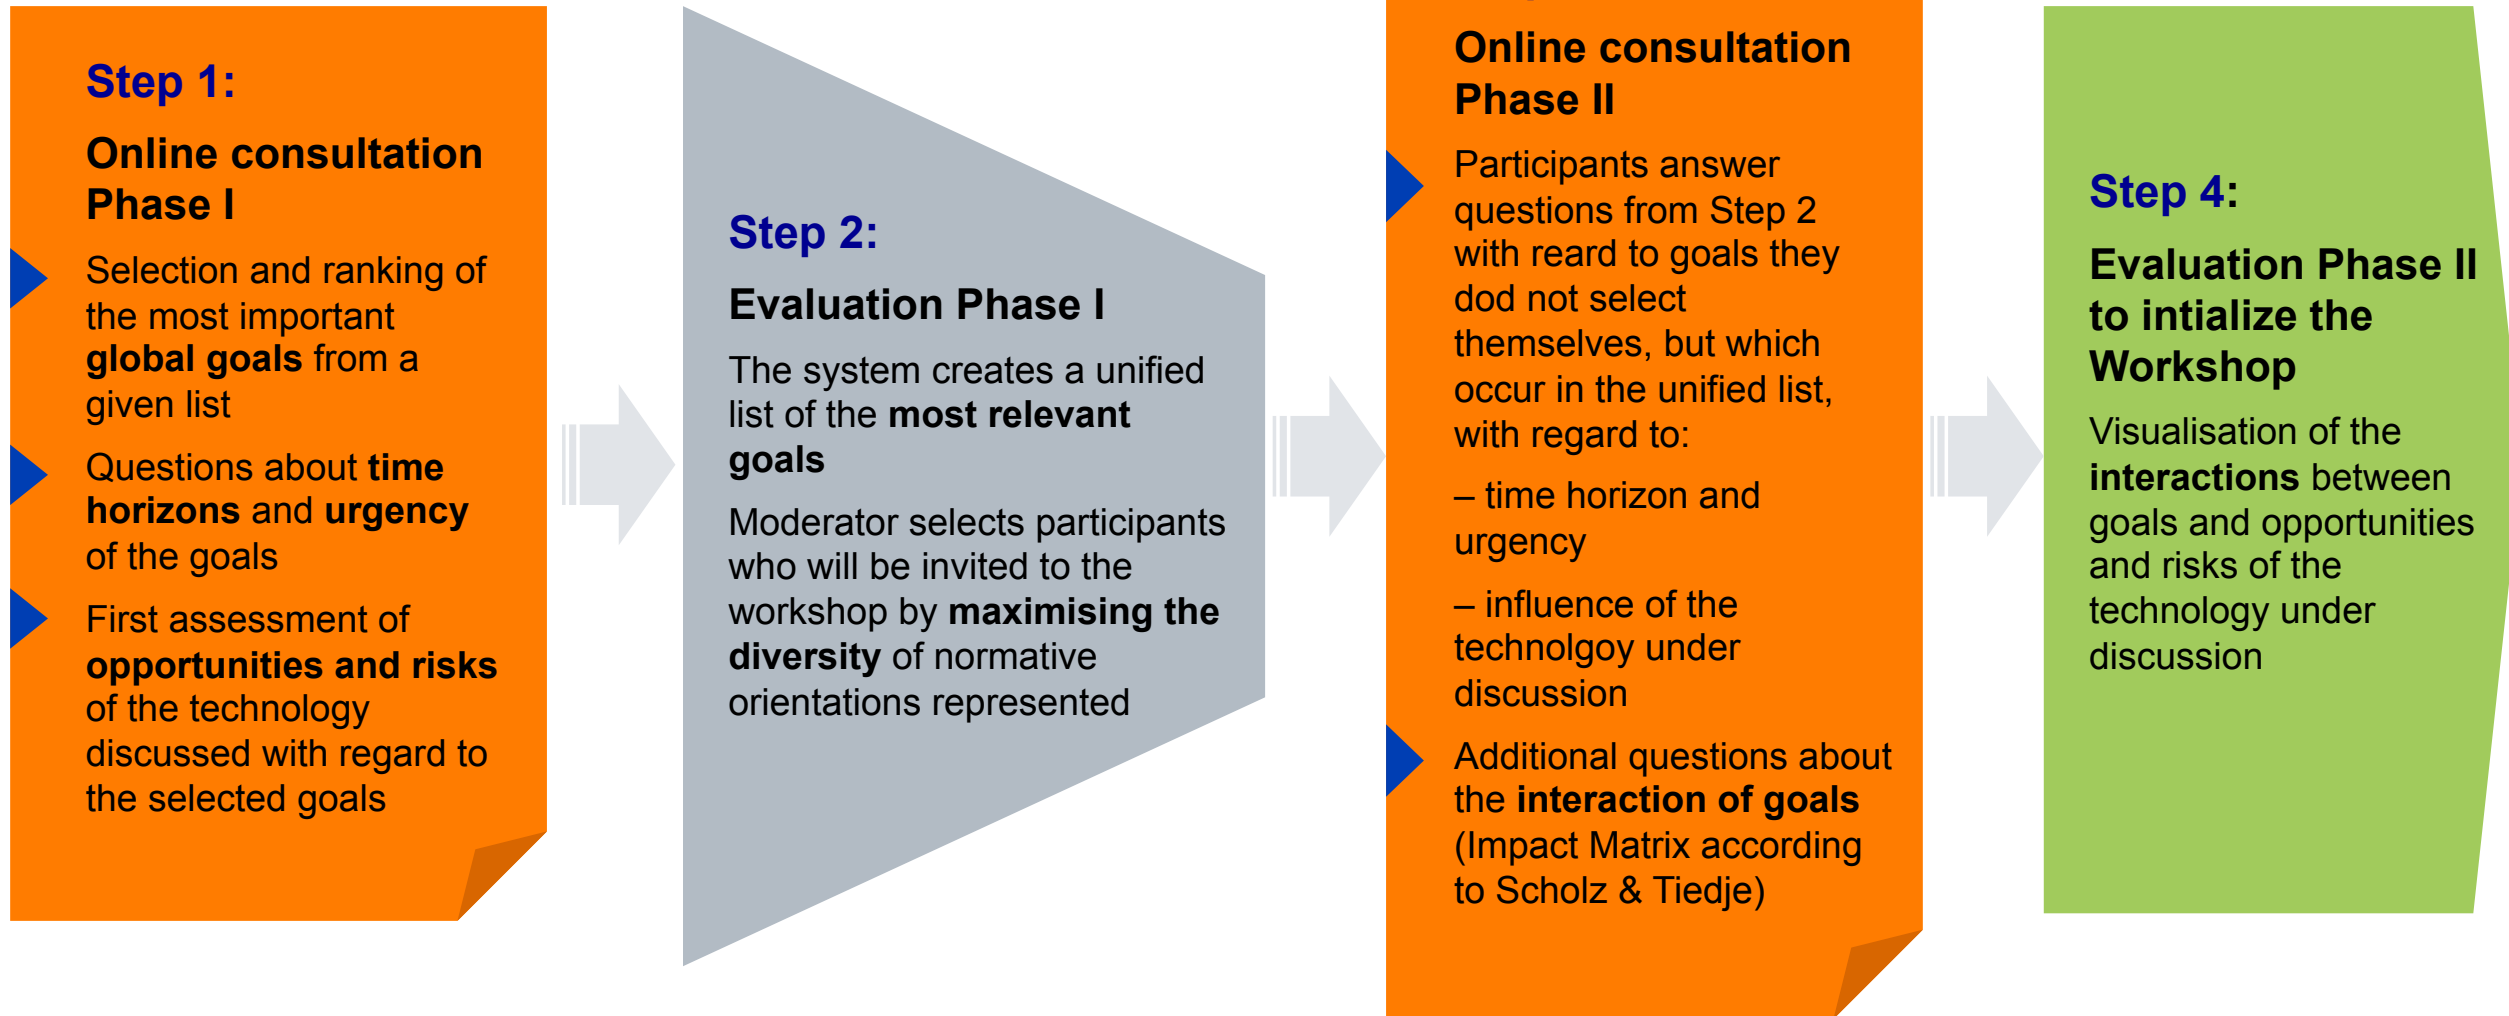 Step 1:
Online consultation
Phase I
Selection and ranking of
the most important
global goals from a
given list
Questions about time
horizons and urgency
of the goals
First assessment of
opportunities and risks
of the technology
discussed with regard to
the selected goals
Step 2:
Evaluation Phase I
The system creates a unified
list of the most relevant
goals
Moderator selects participants
who will be invited to the
workshop by maximising the
diversity of normative
orientations represented
Online consultation
Phase II
Participants answer
questions from Step 2
with reard to goals they
dod not select
themselves, but which
occur in the unified list,
with regard to:
– time horizon and
urgency
– influence of the
technolgoy under
discussion
Additional questions about
the interaction of goals
(Impact Matrix according
to Scholz & Tiedje)
Step 4:
Evaluation Phase II
to intialize the
Workshop
Visualisation of the
interactions between
goals and opportunities
and risks of the
technology under
discussion